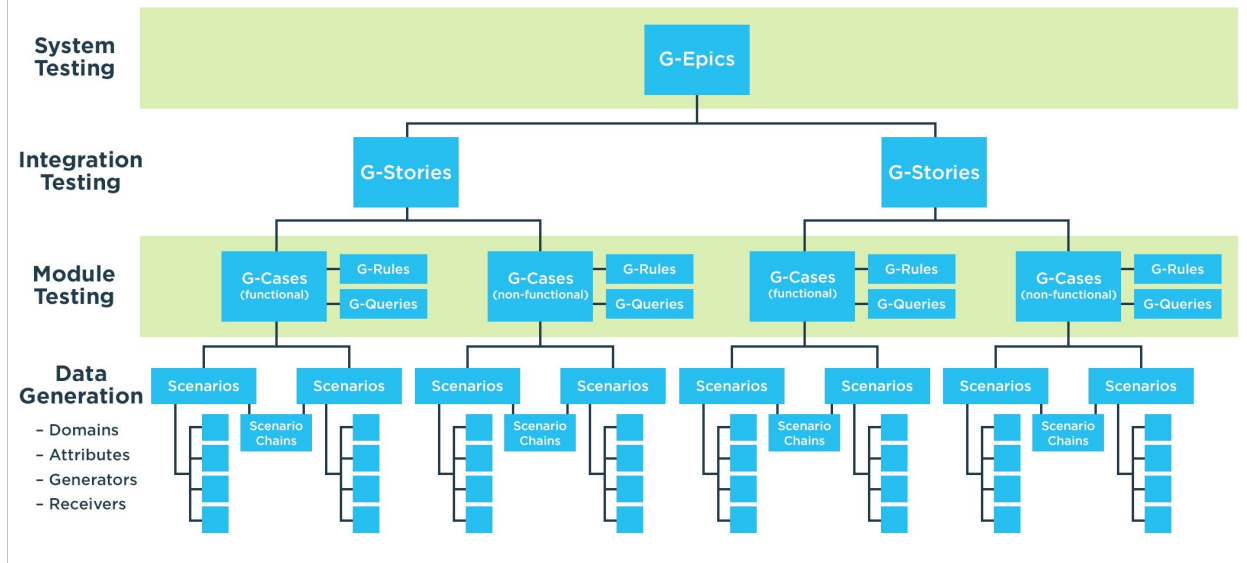 System
Testing
G-Epics
Integration
Testing
G-Stories
G-Stories
Module
Testing
G-Cases
(functional)
G-Rules
G-Queries
G-Cases
(non-functional)
G-Rules
G-Queries
G-Cases
(functional)
G-Rules
G-Queries
G-Cases
(non-functional)
G-Rules
G-Queries
Data
Generation
– Domains
– Attributes
– Generators
– Receivers
Scenarios
Scenarios
Scenario
Chains
Scenarios
Scenarios
Scenario
Chains
Scenarios
Scenarios
Scenario
Chains
Scenarios
Scenarios
Scenario
Chains